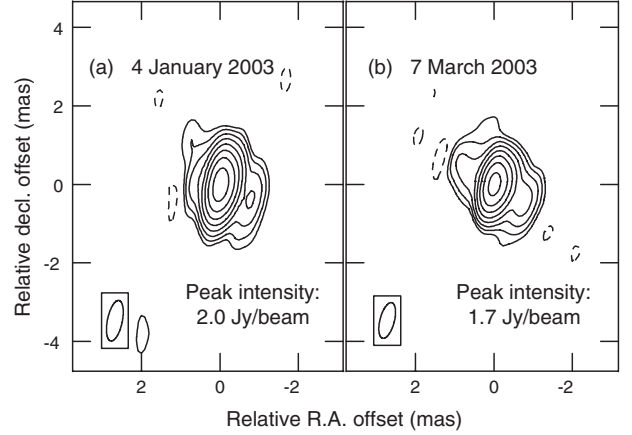 (a) 4 January 2003
(b) 7 March 2003
Relative decl. offset (mas)
4
2
0
-2
-4
Peak intensity:
2.0 Jy/beam
Peak intensity:
1.7 Jy/beam
2 0 -2 2 0 -2
Relative R.A. offset (mas)